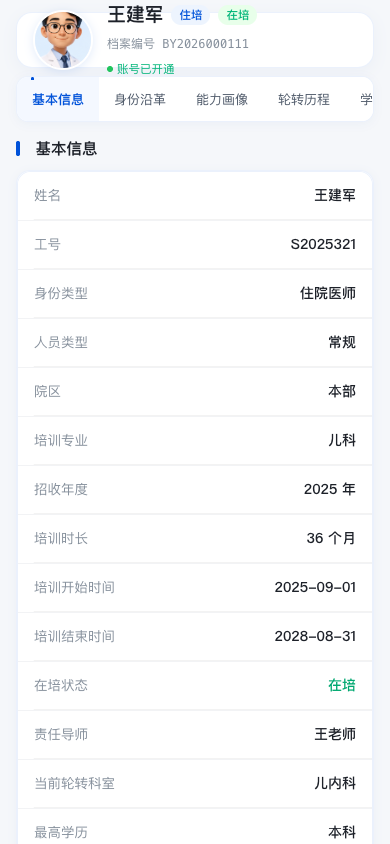 王建军 住培 在培
档案编号 BY2026000111
账号已开通
基本信息 身份沿革 能力画像 轮转历程 学
基本信息
姓名 王建军
工号 S2025321
身份类型 住院医师
人员类型 常规
院区 本部
培训专业 儿科
招收年度 2025 年
培训时长 36 个月
培训开始时间 2025-09-01
培训结束时间 2028-08-31
在培状态 在培
责任导师 王老师
当前轮转科室 儿内科
最高学历 本科